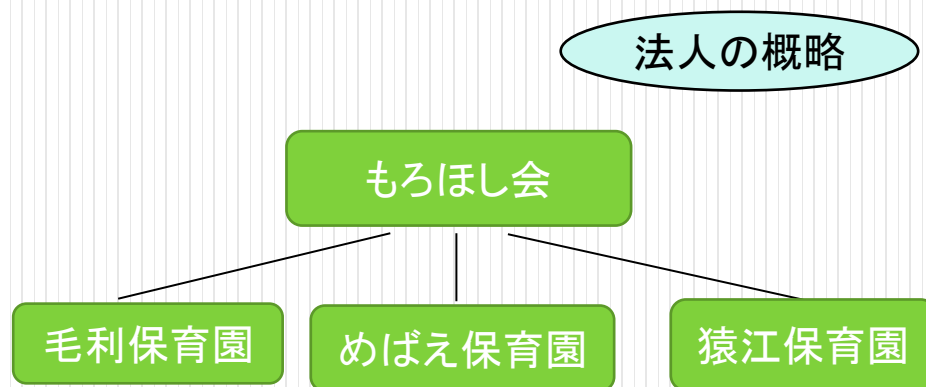 法人の概略
もろほし会
毛利保育園
めばえ保育園
猿江保育園